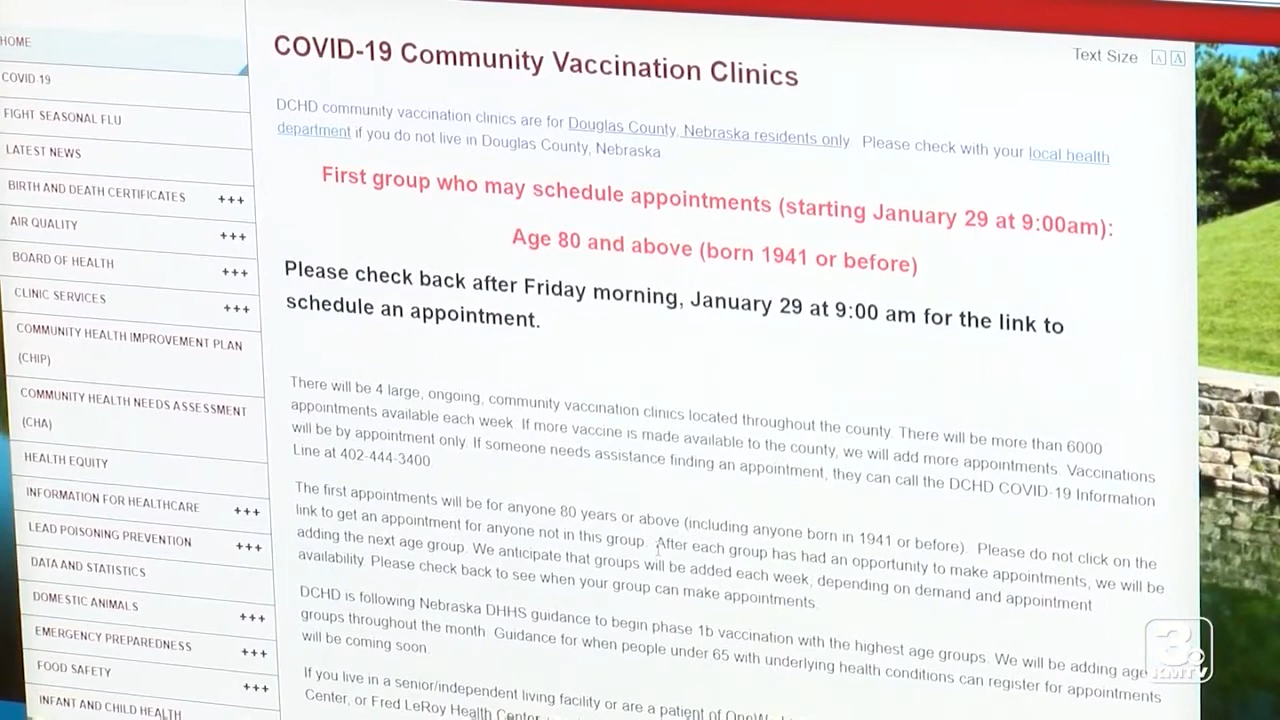 HOME
COVID 19
FIGHT SEASONAL FLU
LATEST NEWS
BIRTH AND DEATH CERTIFICATES +++
AIR QUALITY +++
BOARD OF HEALTH +++
CLINIC SERVICES +++
COMMUNITY HEALTH IMPROVEMENT PLAN
(CHIP)
COMMUNITY HEALTH NEEDS ASSESSMENT
(CHA)
HEALTH EQUITY
INFORMATION FOR HEALTHCARE +++
LEAD POISONING PREVENTION +++
DATA AND STATISTICS
DOMESTIC ANIMALS +++
EMERGENCY PREPAREDNESS +++
FOOD SAFETY +++
INFANT AND CHILD HEALTH
Text Size A A
COVID-19 Community Vaccination Clinics
DCHD community vaccination clinics are for Douglas County, Nebraska residents only Please check with your local health
department if you do not live in Douglas County, Nebraska
First group who may schedule appointments (starting January 29 at 9:00am):
Age 80 and above (born 1941 or before)
Please check back after Friday morning, January 29 at 9:00 am for the link to
schedule an appointment.
There will be 4 large, ongoing, community vaccination clinics located throughout the county. There will be more than 6000
appointments available each week. If more vaccine is made available to the county, we will add more appointments. Vaccinations
will be by appointment only. If someone needs assistance finding an appointment, they can call the DCHD COVID-19 Information
Line at 402-444-3400
The first appointments will be for anyone 80 years or above (including anyone born in 1941 or before). Please do not click on the
link to get an appointment for anyone not in this group. After each group has had an opportunity to make appointments, we will be
adding the next age group. We anticipate that groups will be added each week, depending on demand and appointment
availability. Please check back to see when your group can make appointments.
DCHD is following Nebraska DHHS guidance to begin phase 1b vaccination with the highest age groups. We will be adding age
groups throughout the month. Guidance for when people under 65 with underlying health conditions can register for appointments
will be coming soon.
If you live in a senior/independent living facility or are a patient of
Center, or Fred LeRoy Health Center
3
KMTV